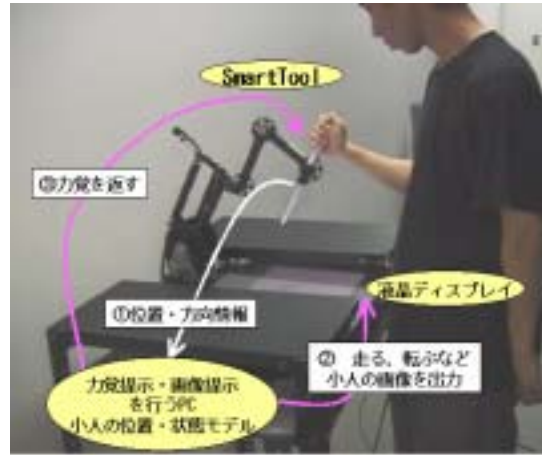 SmartTool
③力覚を返す
液晶ディスプレイ
①位置・方向情報
② 走る、転ぶなど
小人の画像を出力
力覚提示・画像提示
を行うPC
小人の位置・状態モデル